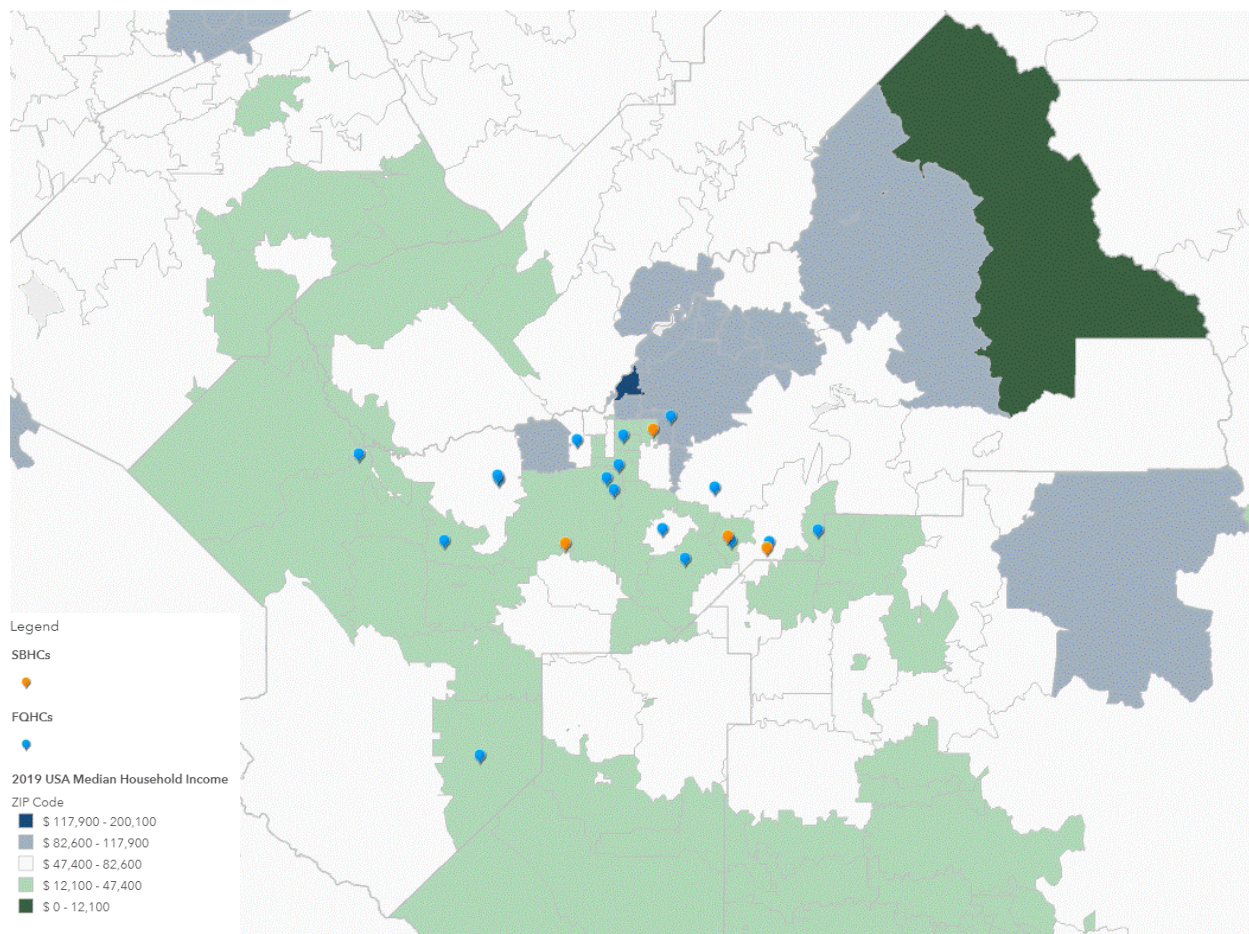 Legend
SBHCs
FQHCs
2019 USA Median Household Income
ZIP Code
$ 117,900 - 200,100
$ 82,600 - 117,900
$ 47,400 - 82,600
$ 12,100 - 47,400
$ 0 - 12,100